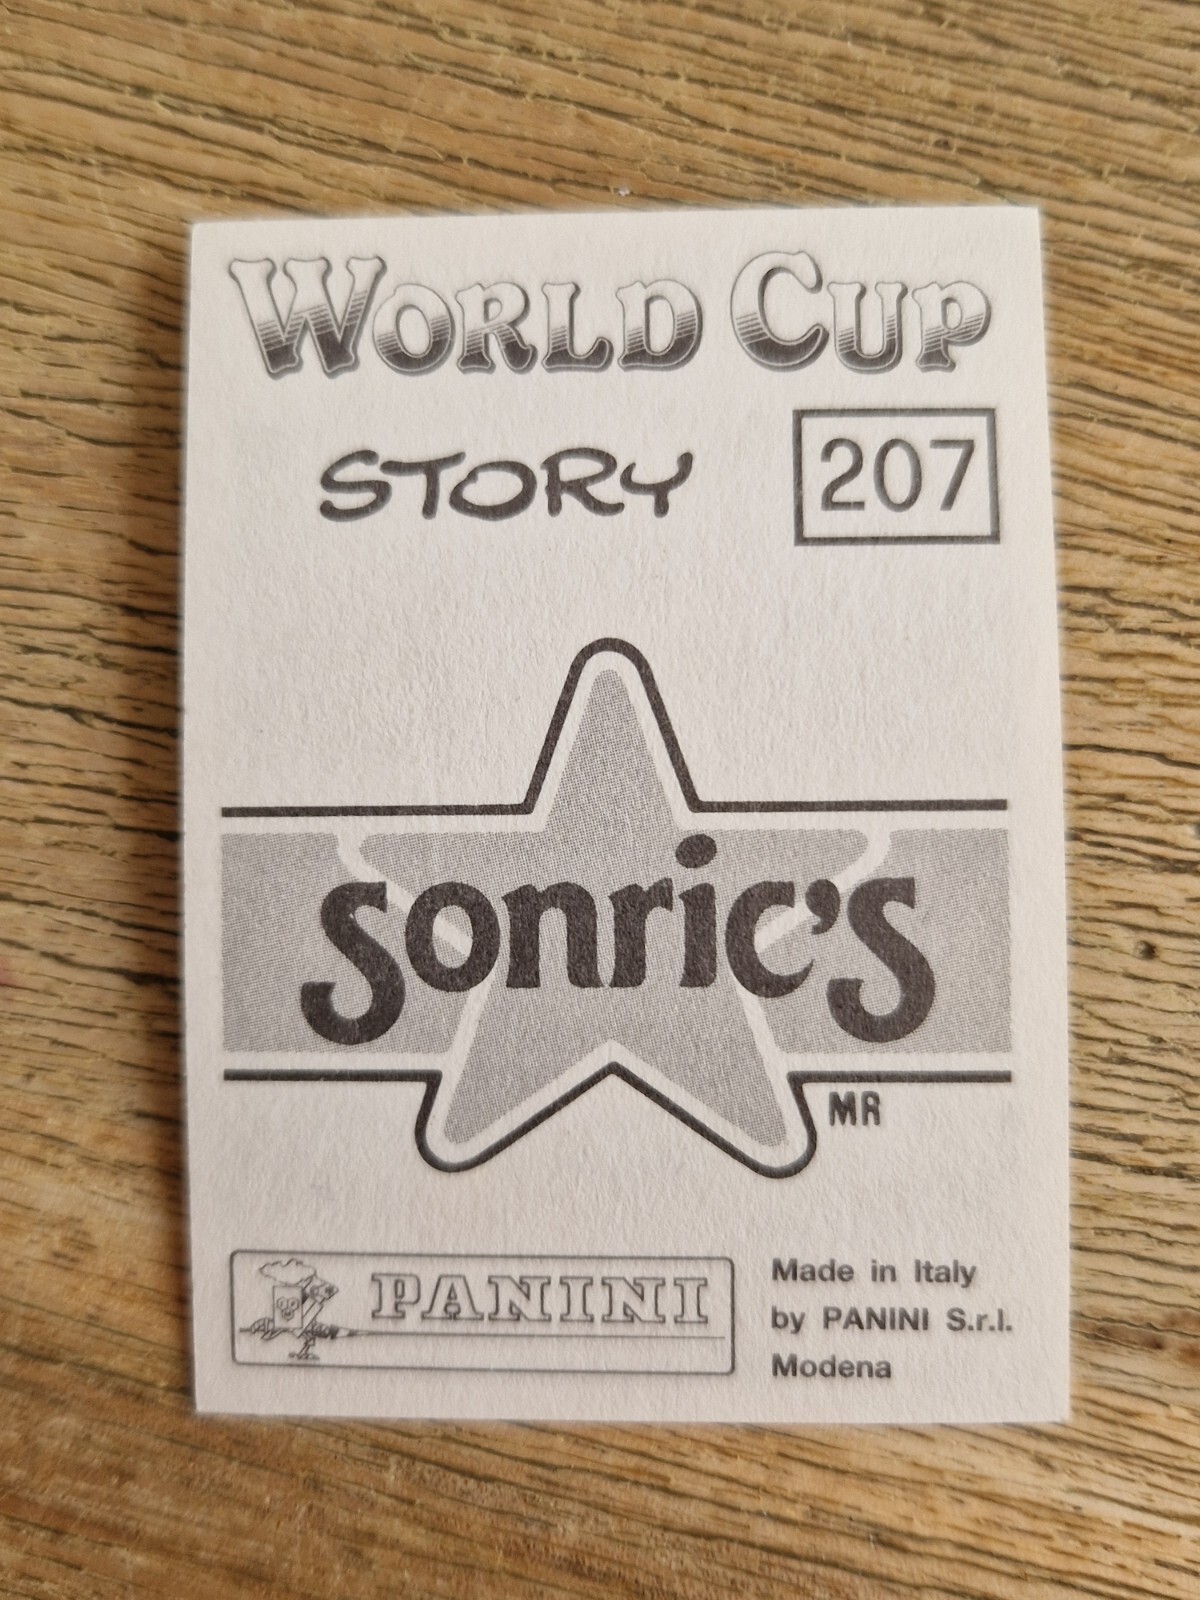 WORLD CUP
STORY
207
sonric's
MR
PANINI
Made in Italy
by PANINI S.r.l.
Modena